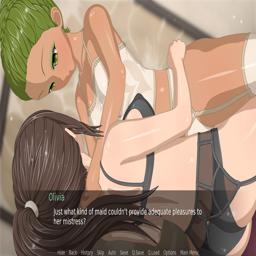 Olivia
Just what kind of maid couldn't provide adequate pleasures to
her mistress?
Hide Back History Skip Auto Save Q.Save Q.Load Options Main Menu